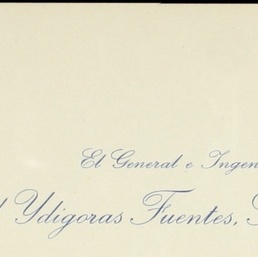 El General e Ingen
l Ydigoras Fuentes,